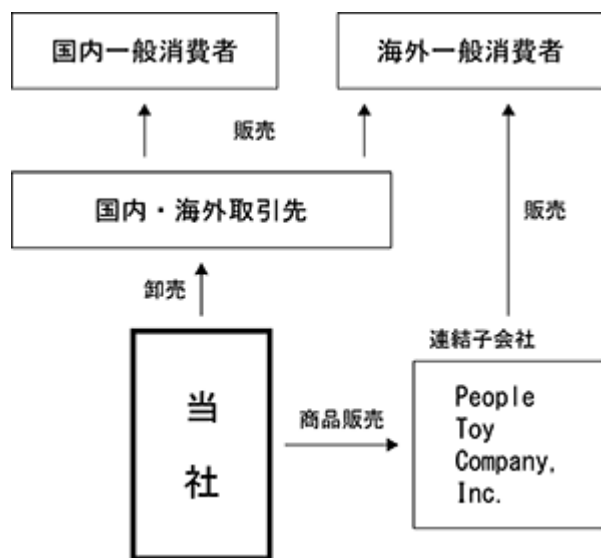 国内一般消費者
海外一般消費者
販売
国内・海外取引先
販売
卸売
連結子会社
当
社
商品販売
People
Toy
Company,
Inc.